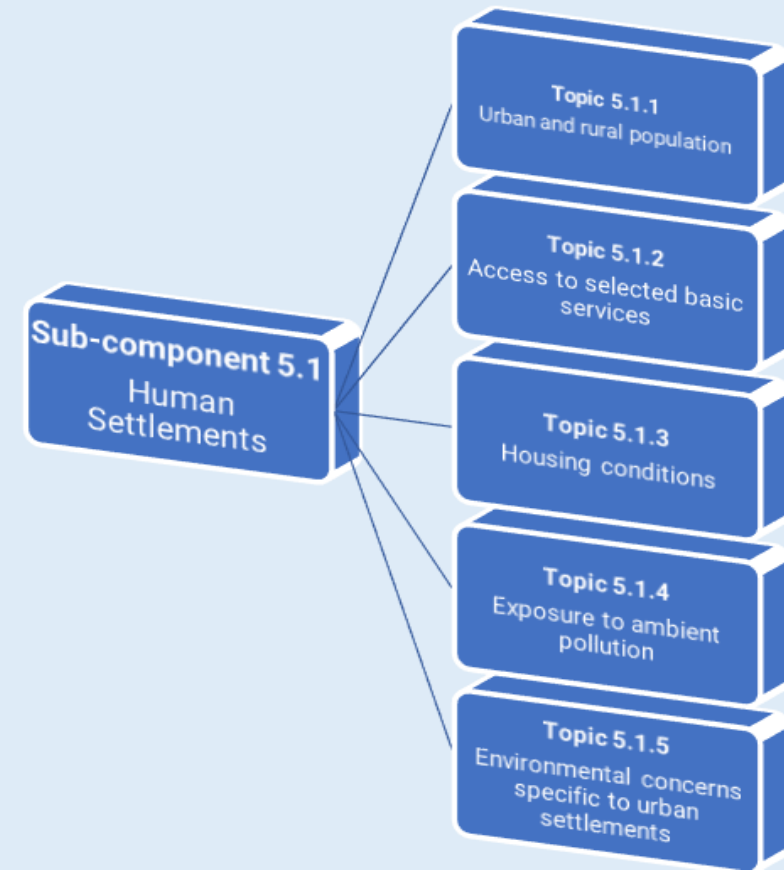 Sub-component 5.1
Human
Settlements
Topic 5.1.1
Urban and rural population
Topic 5.1.2
Access to selected basic
services
Topic 5.1.3
Housing conditions
Topic 5.1.4
Exposure to ambient
pollution
Topic 5.1.5
Environmental concerns
specific to urban
settlements